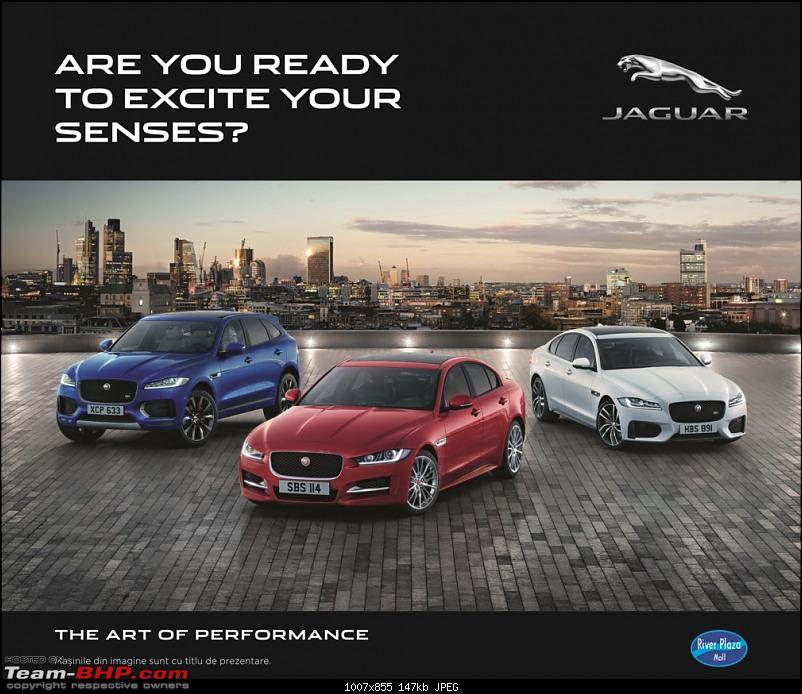 ARE YOU READY
TO EXCITE YOUR
SENSES?
JAGUAR
XCP 633
SBS 114
HBS 891
THE ART OF PERFORMANCE
River Plaza
Mall
HOSTED ON
Mașinile din imagine sunt cu titlu de prezentare.
Team-BHP.com
copyright respective owners
1007x855 147kb JPEG